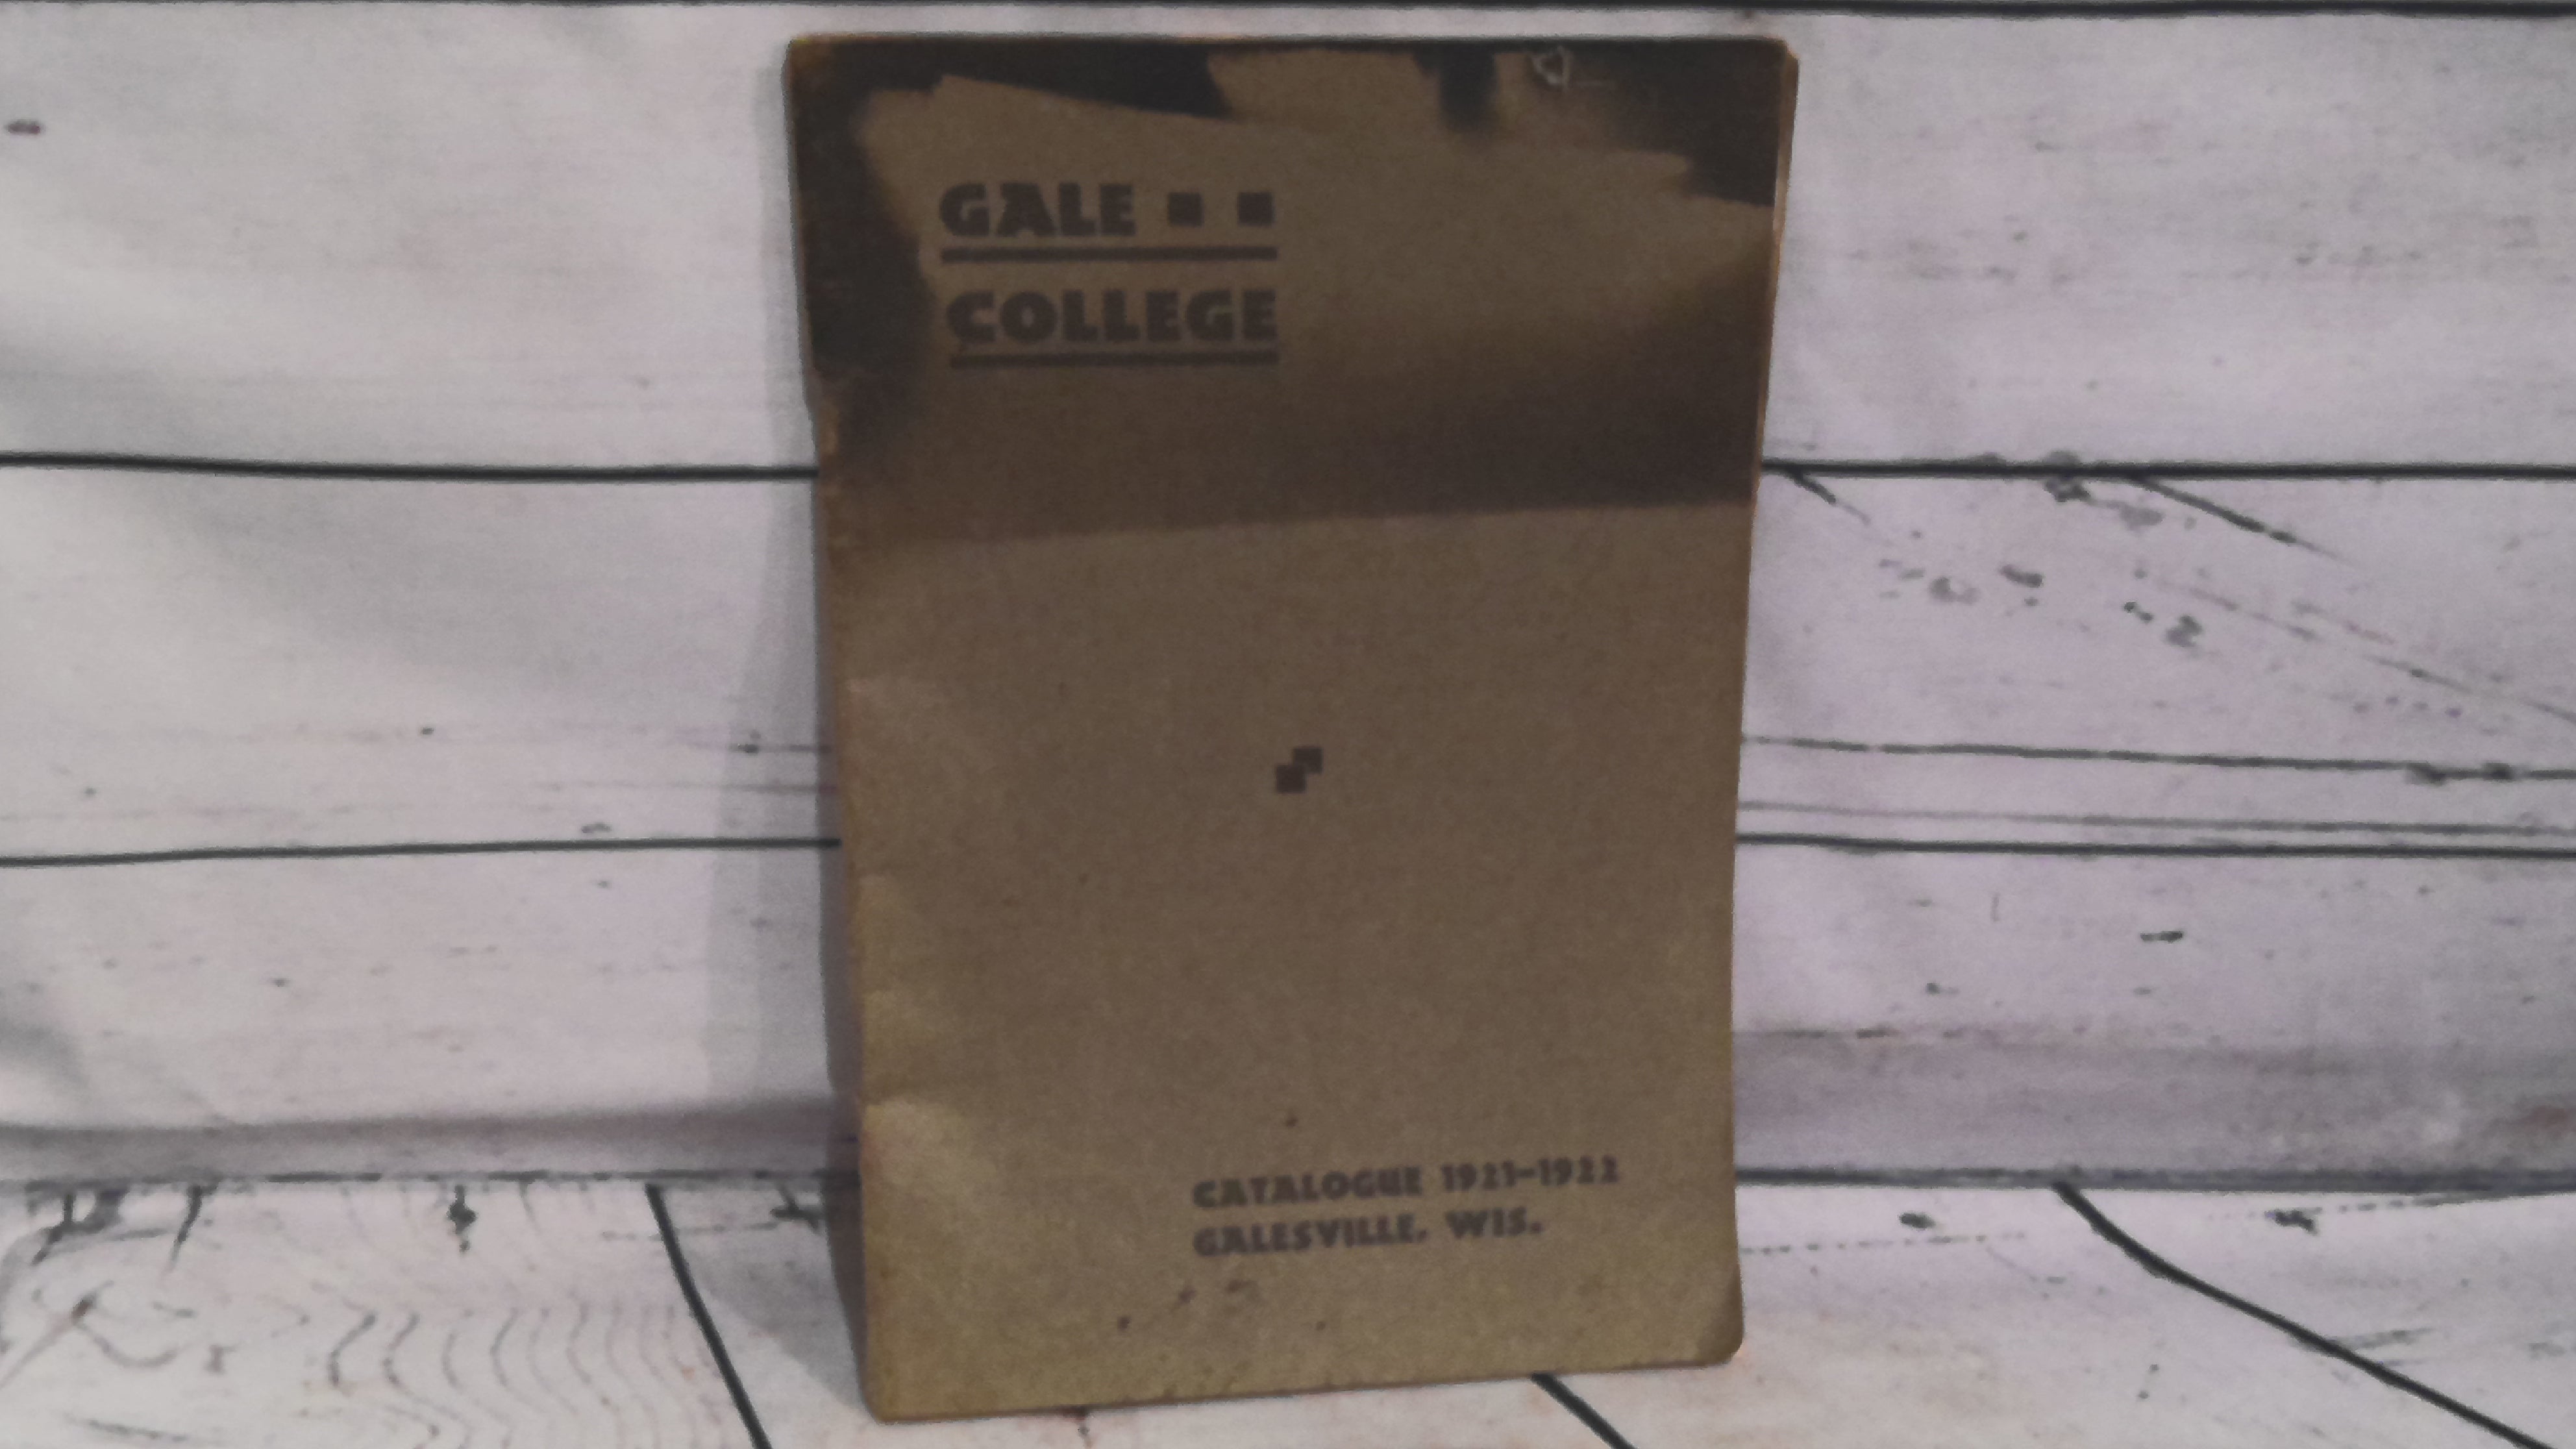 GALE
COLLEGE
CATALOGUE 1921-1922
GALESVILLE, WIS.